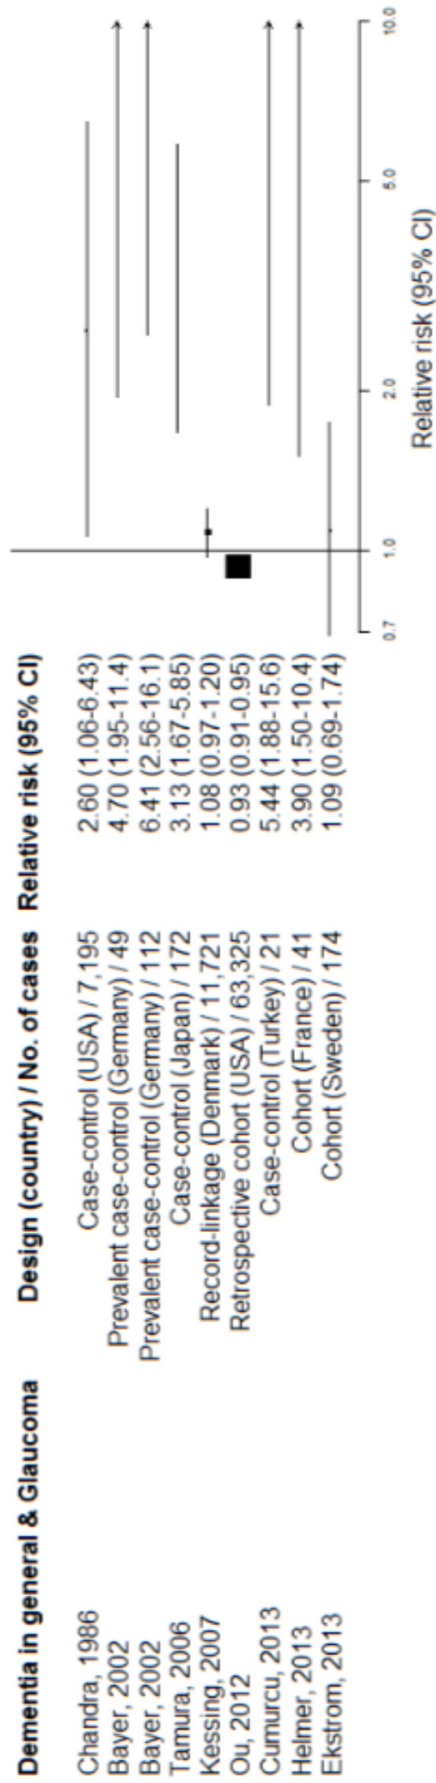 Dementia in general & Glaucoma Design (country) / No. of cases Relative risk (95% CI)
Chandra, 1986 Case-control (USA) / 7,195 2.60 (1.06-6.43)
Bayer, 2002 Prevalent case-control (Germany) / 49 4.70 (1.95-11.4)
Bayer, 2002 Prevalent case-control (Germany) / 112 6.41 (2.56-16.1)
Tamura, 2006 Case-control (Japan) / 172 3.13 (1.67-5.85)
Kessing, 2007 Record-linkage (Denmark) / 11,721 1.08 (0.97-1.20)
Ou, 2012 Retrospective cohort (USA) / 63,325 0.93 (0.91-0.95)
Cumurcu, 2013 Case-control (Turkey) / 21 5.44 (1.88-15.6)
Helmer, 2013 Cohort (France) / 41 3.90 (1.50-10.4)
Ekstrom, 2013 Cohort (Sweden) / 174 1.09 (0.69-1.74)
0.7 1.0 2.0 5.0 10.0
Relative risk (95% CI)